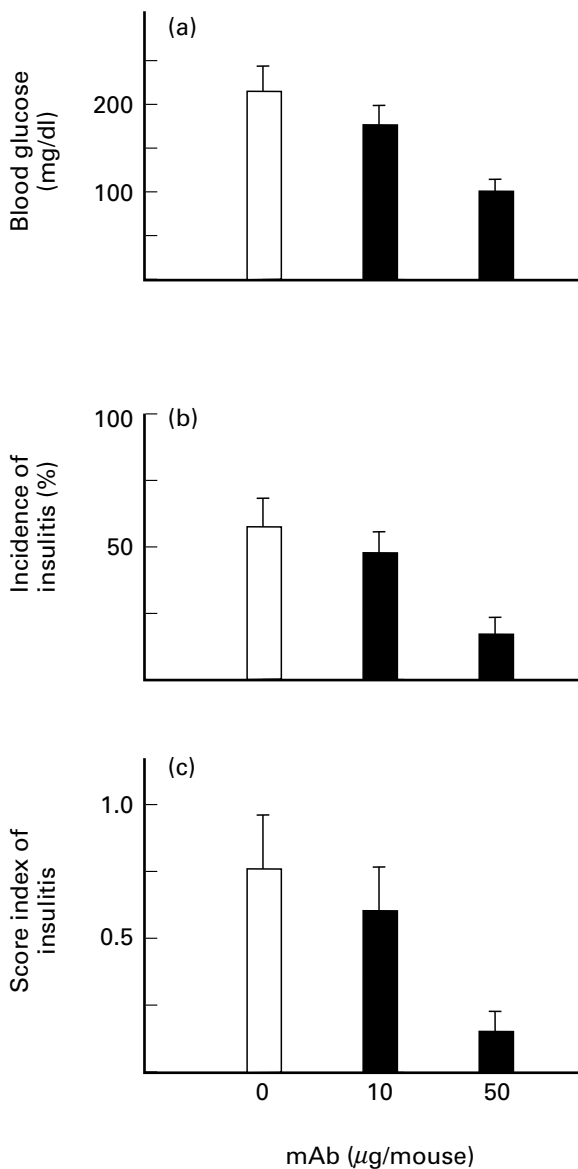 (a)
Blood glucose
(mg/dl)
200
100
(b)
Incidence of
insulitis (%)
100
50
(c)
Score index of
insulitis
1.0
0.5
0 10 50
mAb (μg/mouse)